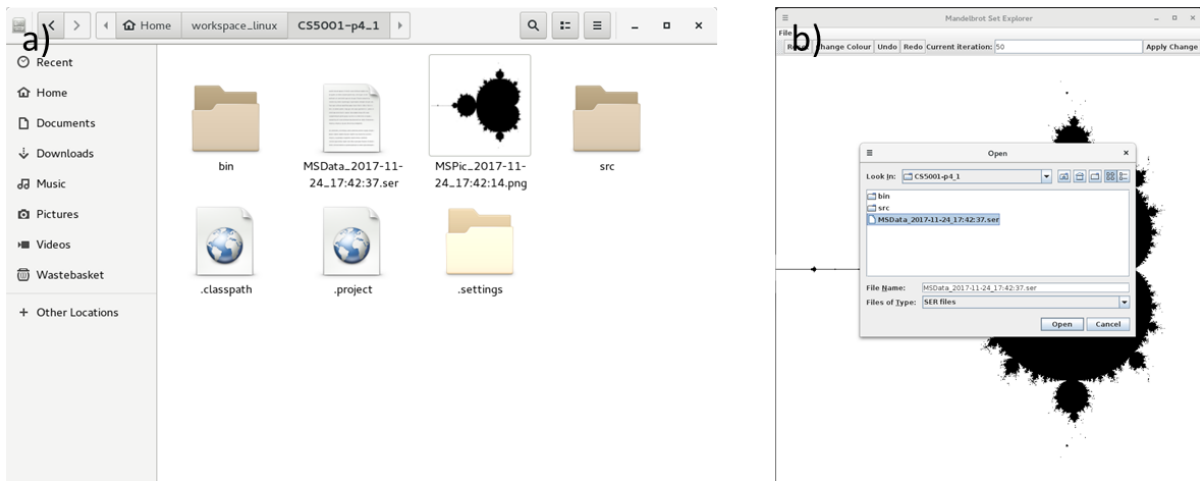 a)
Home workspace_linux CS5001-p4_1
Recent
Home
Documents
Downloads
Music
Pictures
Videos
Wastebasket
+ Other Locations
bin
MSData_2017-11-
24_17:42:37.ser
MSPic_2017-11-
24_17:42:14.png
src
.classpath
.project
.settings
b)
Mandelbrot Set Explorer
File
Change Colour Undo Redo Current iteration: 50 Apply Change
Open
Look In: CS5001-p4_1
bin
src
MSData_2017-11-24_17:42:37.ser
File Name: MSData_2017-11-24_17:42:37.ser
Files of Type: SER files
Open Cancel